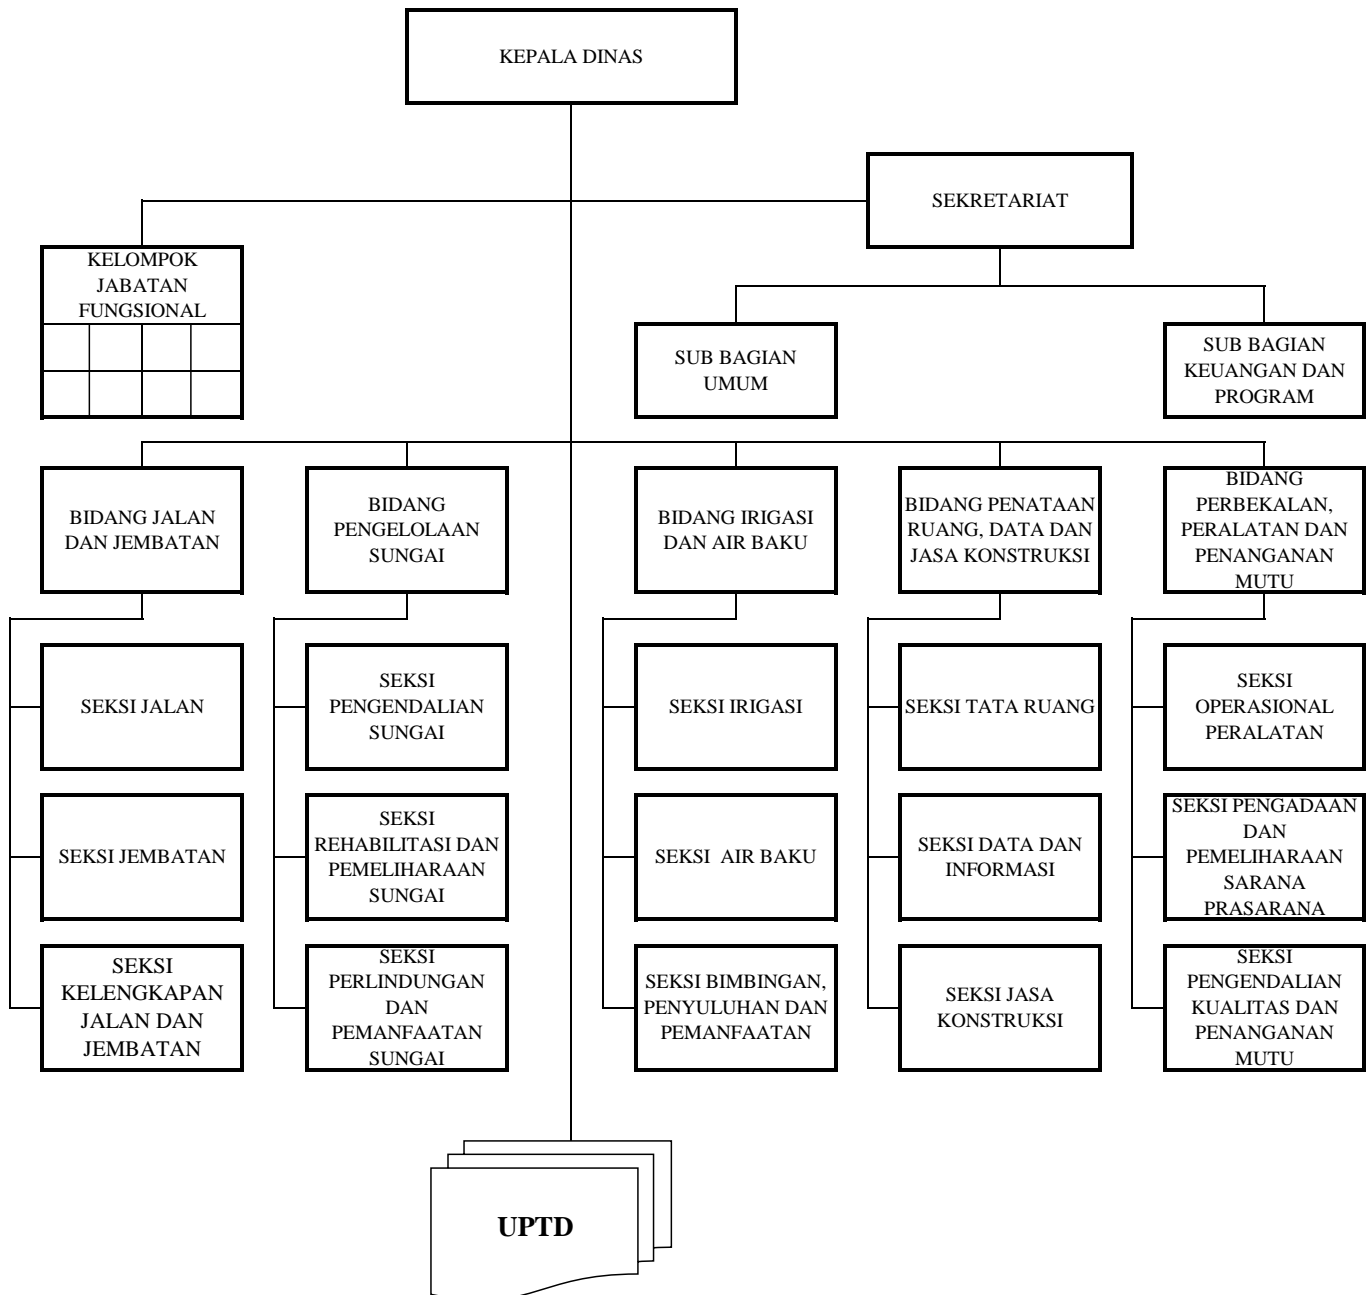 KEPALA DINAS
SEKRETARIAT
KELOMPOK
JABATAN
FUNGSIONAL
SUB BAGIAN
UMUM
SUB BAGIAN
KEUANGAN DAN
PROGRAM
BIDANG JALAN
DAN JEMBATAN
BIDANG
PENGELOLAAN
SUNGAI
BIDANG IRIGASI
DAN AIR BAKU
BIDANG PENATAAN
RUANG, DATA DAN
JASA KONSTRUKSI
BIDANG
PERBEKALAN,
PERALATAN DAN
PENANGANAN
MUTU
SEKSI JALAN
SEKSI
PENGENDALIAN
SUNGAI
SEKSI IRIGASI
SEKSI TATA RUANG
SEKSI
OPERASIONAL
PERALATAN
SEKSI JEMBATAN
SEKSI
REHABILITASI DAN
PEMELIHARAAN
SUNGAI
SEKSI AIR BAKU
SEKSI DATA DAN
INFORMASI
SEKSI PENGADAAN
DAN
PEMELIHARAAN
SARANA
PRASARANA
SEKSI
KELENGKAPAN
JALAN DAN
JEMBATAN
SEKSI
PERLINDUNGAN
DAN
PEMANFAATAN
SUNGAI
SEKSI BIMBINGAN,
PENYULUHAN DAN
PEMANFAATAN
SEKSI JASA
KONSTRUKSI
SEKSI
PENGENDALIAN
KUALITAS DAN
PENANGANAN
MUTU
UPTD